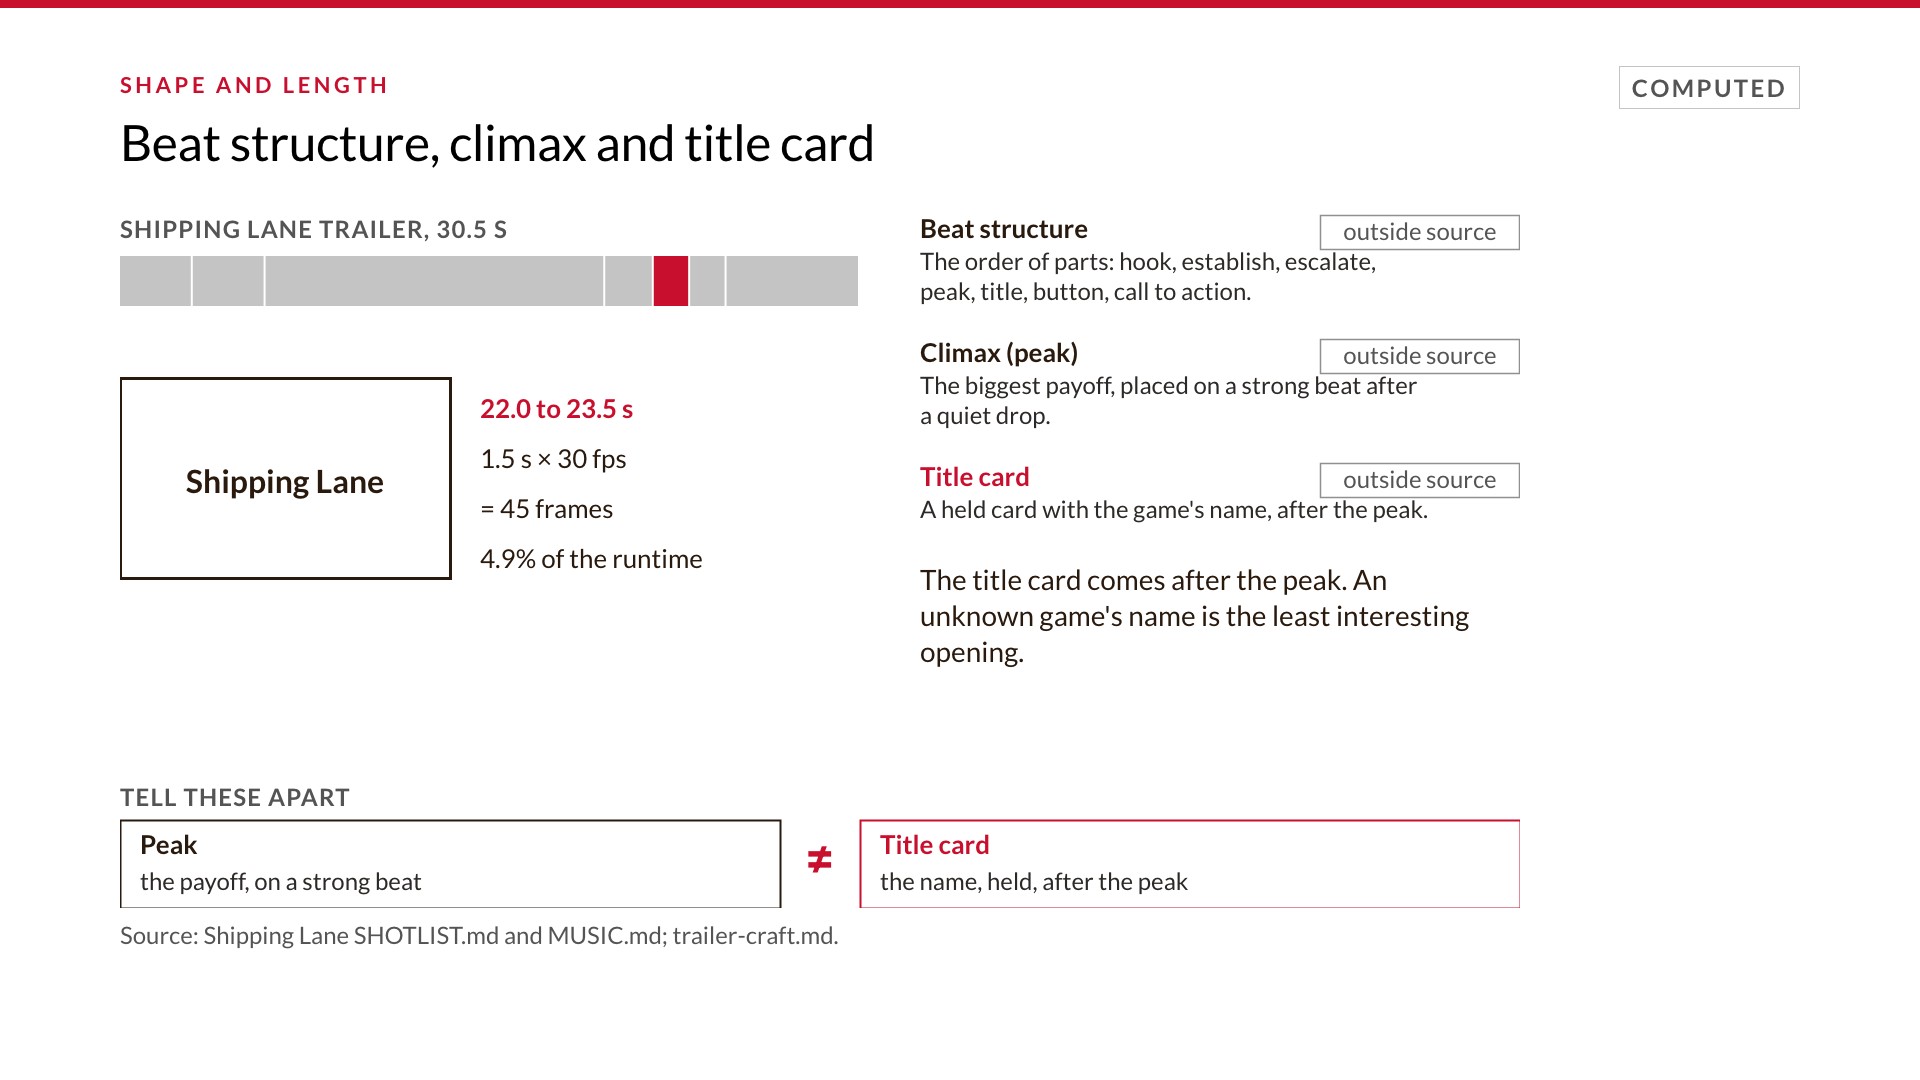 SHAPE AND LENGTH
COMPUTED
Beat structure, climax and title card
SHIPPING LANE TRAILER, 30.5 S
Shipping Lane
22.0 to 23.5 s
1.5 s × 30 fps
= 45 frames
4.9% of the runtime
Beat structure
outside source
The order of parts: hook, establish, escalate,
peak, title, button, call to action.
Climax (peak)
outside source
The biggest payoff, placed on a strong beat after
a quiet drop.
Title card
outside source
A held card with the game's name, after the peak.
The title card comes after the peak. An
unknown game's name is the least interesting
opening.
TELL THESE APART
Peak
the payoff, on a strong beat
≠
Title card
the name, held, after the peak
Source: Shipping Lane SHOTLIST.md and MUSIC.md; trailer-craft.md.